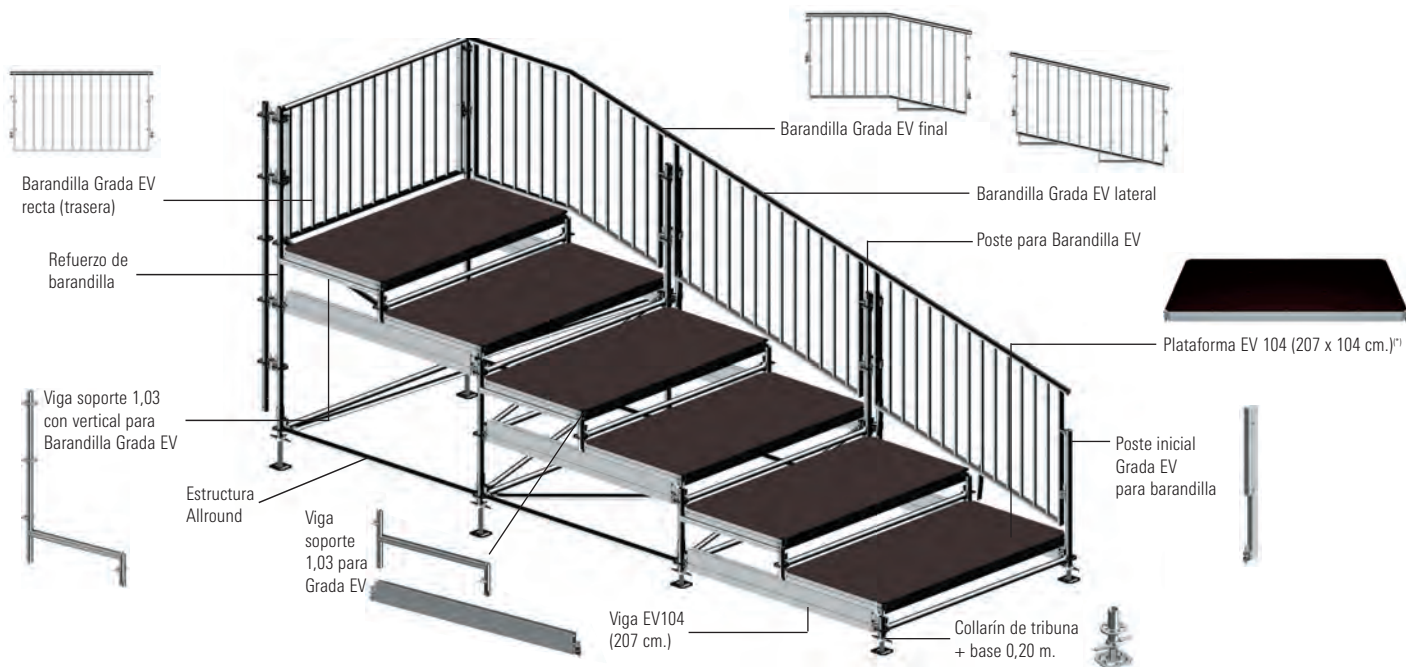 Barandilla Grada EV final
Barandilla Grada EV
recta (trasera)
Barandilla Grada EV lateral
Poste para Barandilla EV
Refuerzo de
barandilla
Plataforma EV 104 (207 x 104 cm.)(*)
Viga soporte 1,03
con vertical para
Barandilla Grada EV
Poste inicial
Grada EV
para barandilla
Estructura
Allround
Viga
soporte
1,03 para
Grada EV
Viga EV104
(207 cm.)
Collarín de tribuna
+ base 0,20 m.